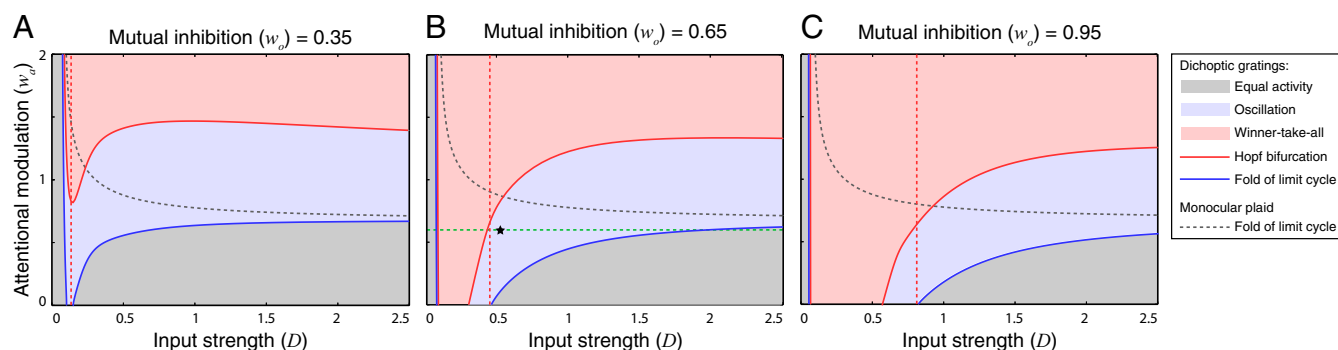 A
Mutual inhibition (wo) = 0.35
B
Mutual inhibition (wo) = 0.65
C
Mutual inhibition (wo) = 0.95
Attentional modulation (wa)
2
1
0
0 0.5 1 1.5 2 2.5
Input strength (D)
0 0.5 1 1.5 2 2.5
Input strength (D)
0 0.5 1 1.5 2 2.5
Input strength (D)
Dichoptic gratings:
Equal activity
Oscillation
Winner-take-all
Hopf bifurcation
Fold of limit cycle
Monocular plaid
Fold of limit cycle